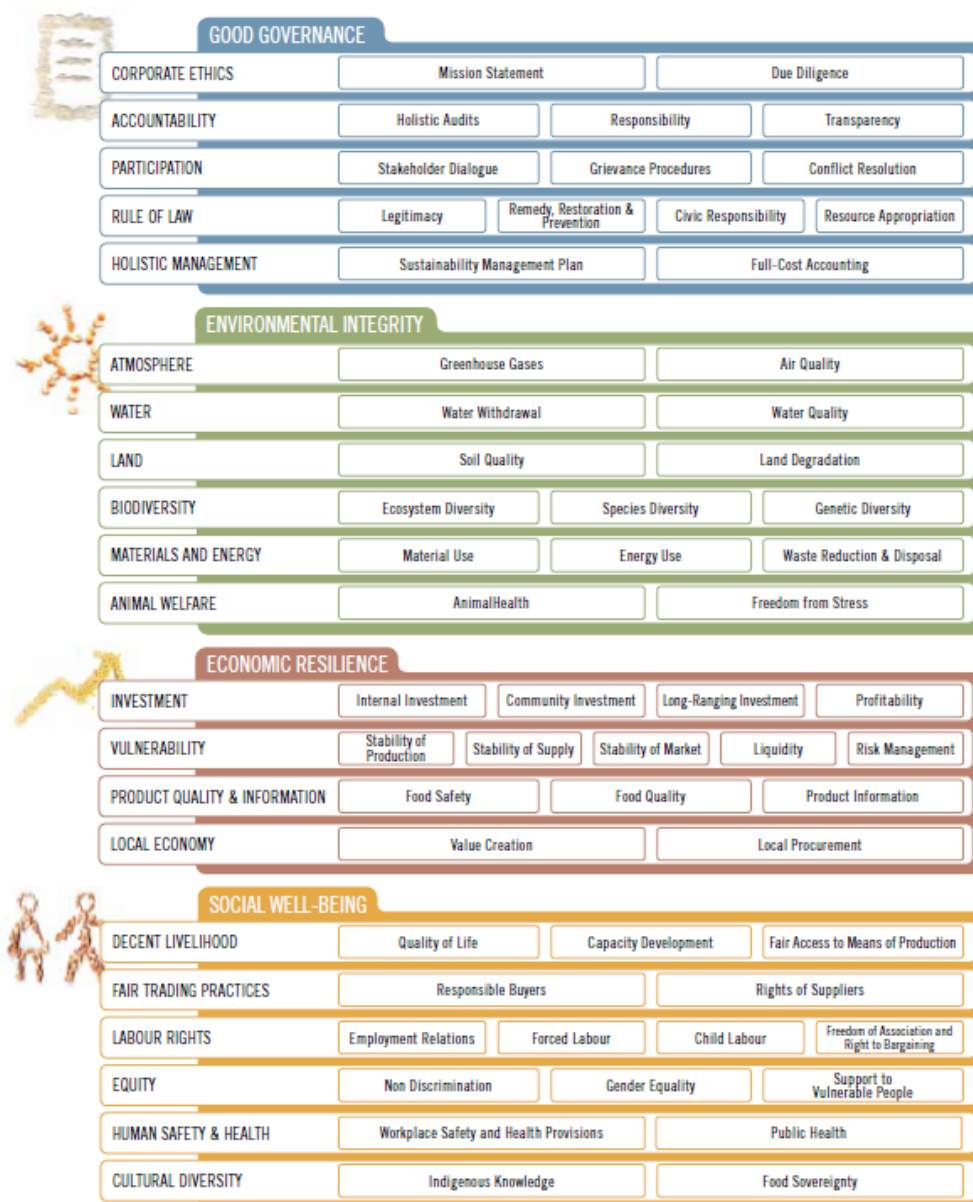 GOOD GOVERNANCE
CORPORATE ETHICS Mission Statement Due Diligence
ACCOUNTABILITY Holistic Audits Responsibility Transparency
PARTICIPATION Stakeholder Dialogue Grievance Procedures Conflict Resolution
RULE OF LAW Legitimacy Remedy, Restoration & Prevention Civic Responsibility Resource Appropriation
HOLISTIC MANAGEMENT Sustainability Management Plan Full-Cost Accounting
ENVIRONMENTAL INTEGRITY
ATMOSPHERE Greenhouse Gases Air Quality
WATER Water Withdrawal Water Quality
LAND Soil Quality Land Degradation
BIODIVERSITY Ecosystem Diversity Species Diversity Genetic Diversity
MATERIALS AND ENERGY Material Use Energy Use Waste Reduction & Disposal
ANIMAL WELFARE AnimalHealth Freedom from Stress
ECONOMIC RESILIENCE
INVESTMENT Internal Investment Community Investment Long-Ranging Investment Profitability
VULNERABILITY Stability of Production Stability of Supply Stability of Market Liquidity Risk Management
PRODUCT QUALITY & INFORMATION Food Safety Food Quality Product Information
LOCAL ECONOMY Value Creation Local Procurement
SOCIAL WELL-BEING
DECENT LIVELIHOOD Quality of Life Capacity Development Fair Access to Means of Production
FAIR TRADING PRACTICES Responsible Buyers Rights of Suppliers
LABOUR RIGHTS Employment Relations Forced Labour Child Labour Freedom of Association and Right to Bargaining
EQUITY Non Discrimination Gender Equality Support to Vulnerable People
HUMAN SAFETY & HEALTH Workplace Safety and Health Provisions Public Health
CULTURAL DIVERSITY Indigenous Knowledge Food Sovereignty